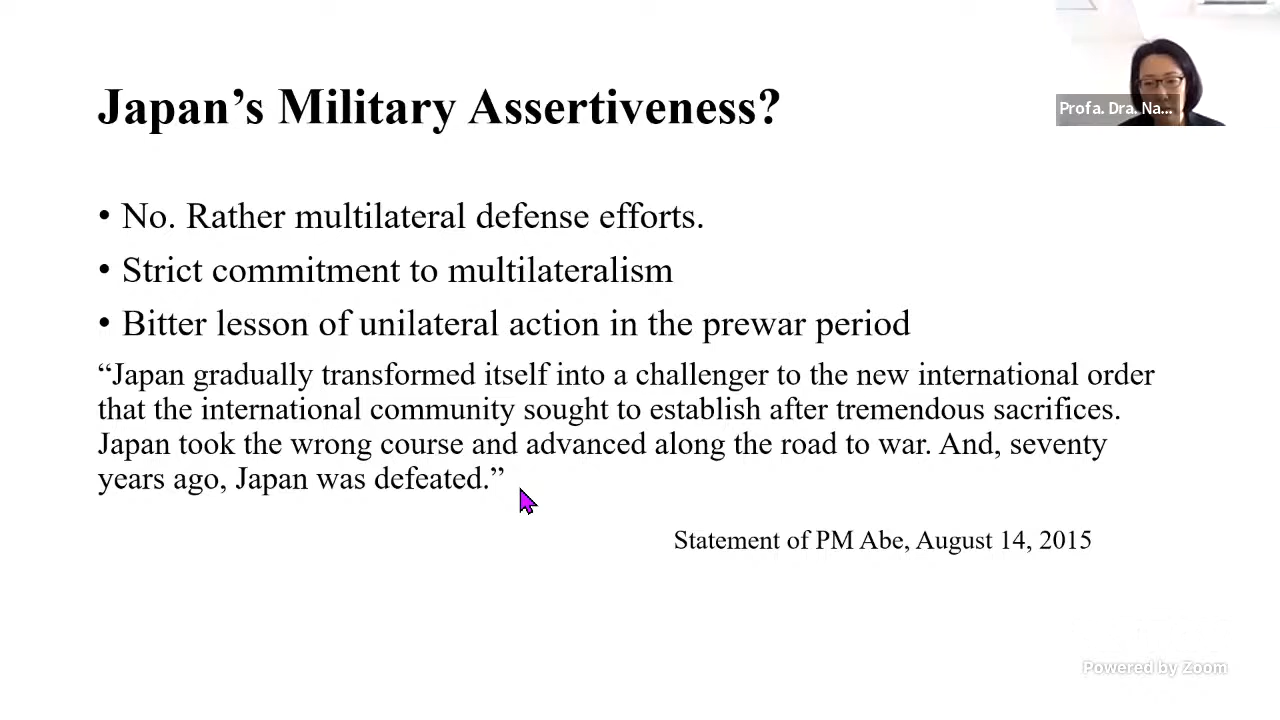 Japan’s Military Assertiveness?
Profa. Dra. Na...
• No. Rather multilateral defense efforts.
• Strict commitment to multilateralism
• Bitter lesson of unilateral action in the prewar period
“Japan gradually transformed itself into a challenger to the new international order
that the international community sought to establish after tremendous sacrifices.
Japan took the wrong course and advanced along the road to war. And, seventy
years ago, Japan was defeated.”
Statement of PM Abe, August 14, 2015
Powered by Zoom